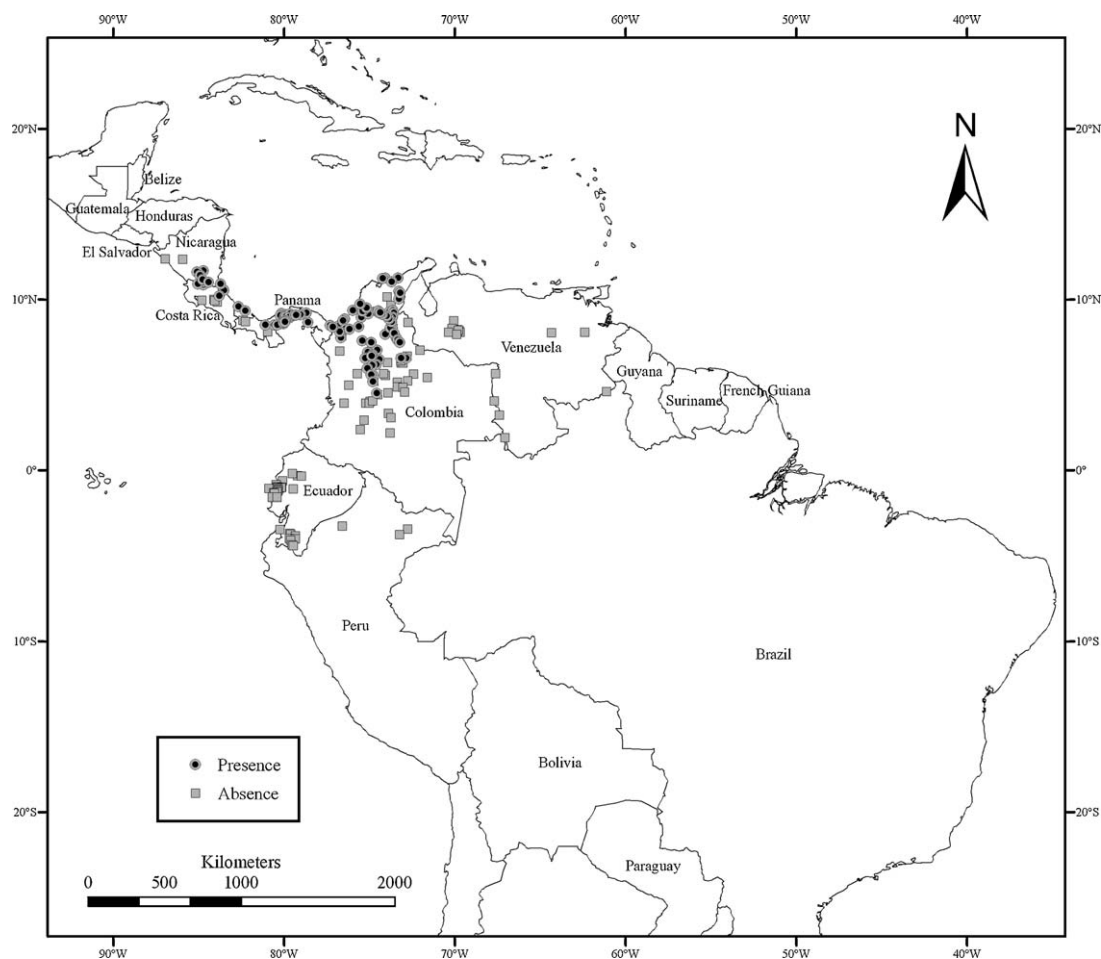 90°W 80°W 70°W 60°W 50°W 40°W
20°N 20°N
N
Belize
Guatemala
Honduras
Nicaragua
El Salvador
10°N 10°N
Panama
Costa Rica
Venezuela
Guyana
French Guiana
Suriname
Colombia
0° 0°
Ecuador
Peru
10°S 10°S
Brazil
Presence
Bolivia
Absence
20°S 20°S
Kilometers
Paraguay
0 500 1000 2000
90°W 80°W 70°W 60°W 50°W 40°W